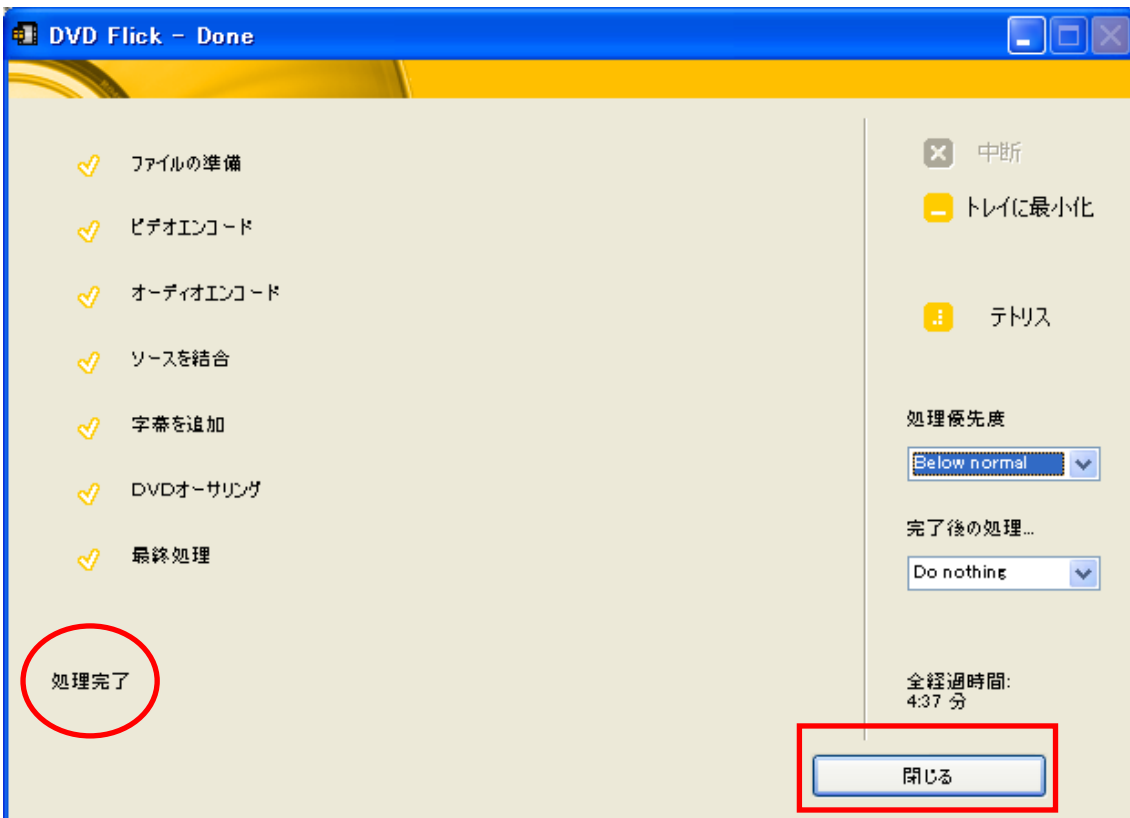 DVD Flick - Done
ファイルの準備
ビデオエンコード
オーディオエンコード
ソースを結合
字幕を追加
DVDオーサリング
最終処理
処理完了
中断
トレイに最小化
テトリス
処理優先度
Below normal
完了後の処理...
Do nothing
全経過時間:
4:37 分
閉じる